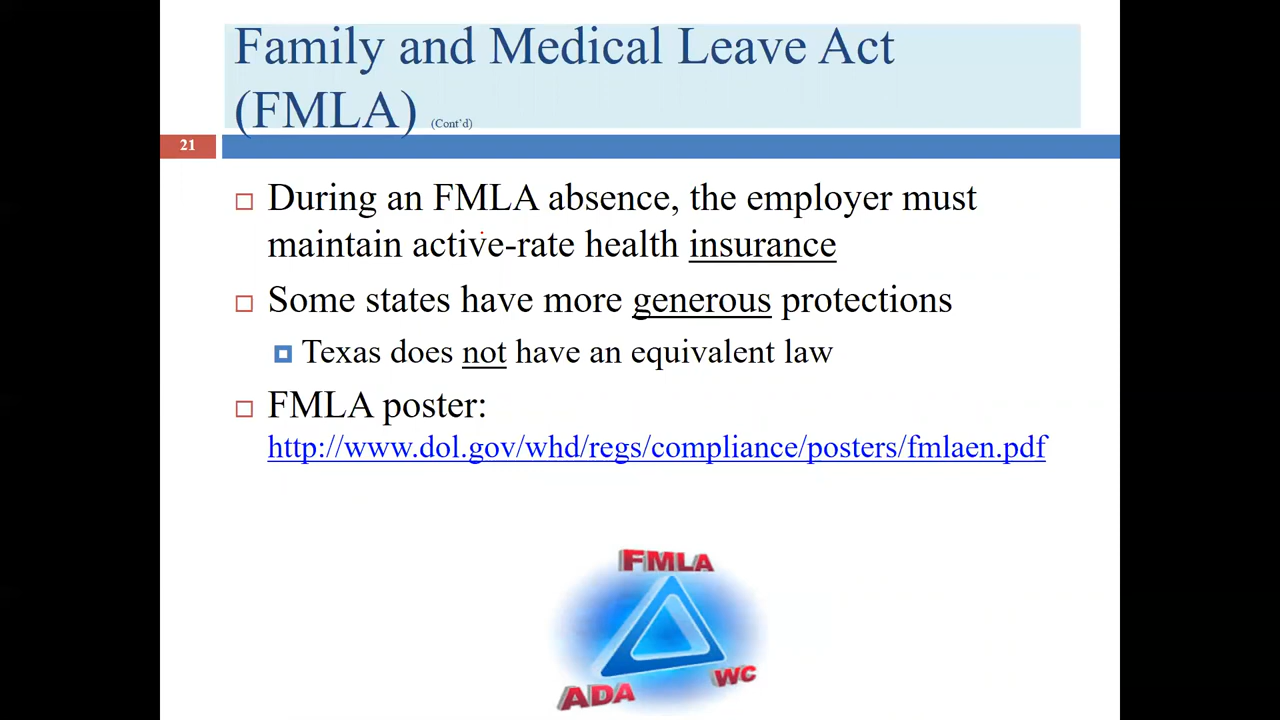 Family and Medical Leave Act
(FMLA) (Cont'd)
21
During an FMLA absence, the employer must
maintain active-rate health insurance
Some states have more generous protections
Texas does not have an equivalent law
FMLA poster:
http://www.dol.gov/whd/regs/compliance/posters/fmlaen.pdf
FMLA
ADA
WC